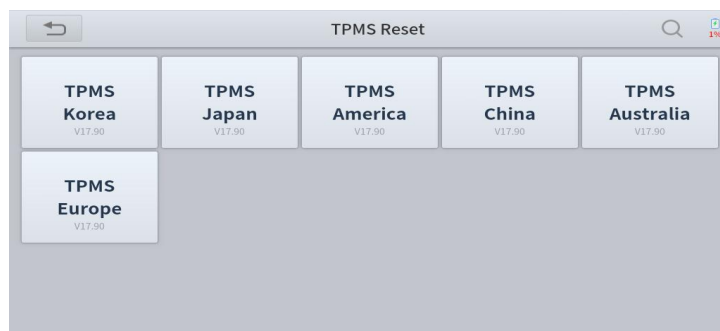 TPMS Reset
1%
TPMS
Korea
V17.90
TPMS
Japan
V17.90
TPMS
America
V17.90
TPMS
China
V17.90
TPMS
Australia
V17.90
TPMS
Europe
V17.90